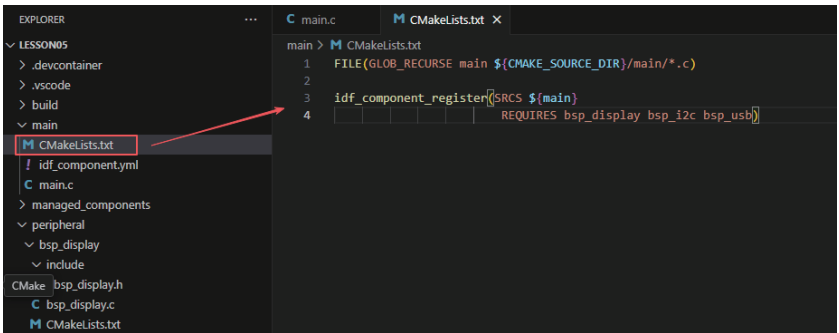 EXPLORER
...
LESSON05
.devcontainer
.vscode
build
main
CMakeLists.txt
idf_component.yml
main.c
managed_components
peripheral
bsp_display
include
CMake
bsp_display.h
bsp_display.c
CMakeLists.txt
C main.c
M CMakeLists.txt ×
main > M CMakeLists.txt
1 FILE(GLOB_RECURSE main ${CMAKE_SOURCE_DIR}/main/*.c)
2
3 idf_component_register(SRCS ${main}
4 REQUIRES bsp_display bsp_i2c bsp_usb)